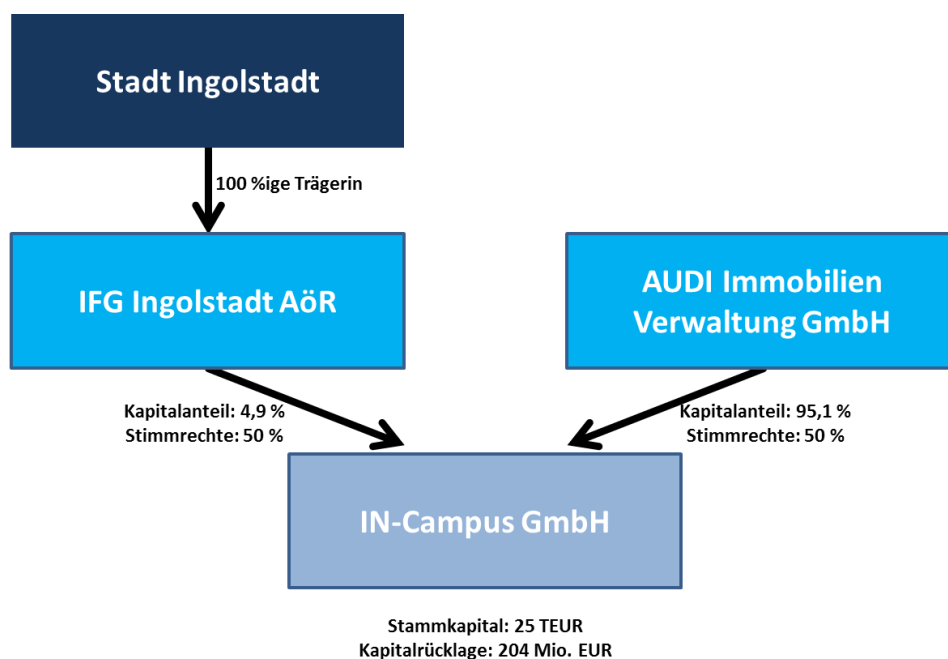 Stadt Ingolstadt
100 %ige Trägerin
IFG Ingolstadt AöR
AUDI Immobilien
Verwaltung GmbH
Kapitalanteil: 4,9 %
Stimmrechte: 50 %
Kapitalanteil: 95,1 %
Stimmrechte: 50 %
IN-Campus GmbH
Stammkapital: 25 TEUR
Kapitalrücklage: 204 Mio. EUR